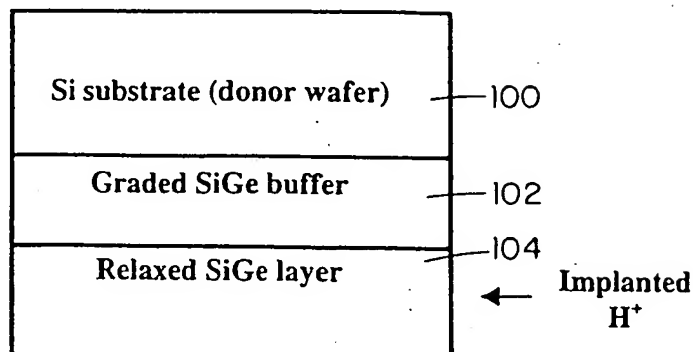 Si substrate (donor wafer)
100
Graded SiGe buffer
102
104
Relaxed SiGe layer
Implanted
H+